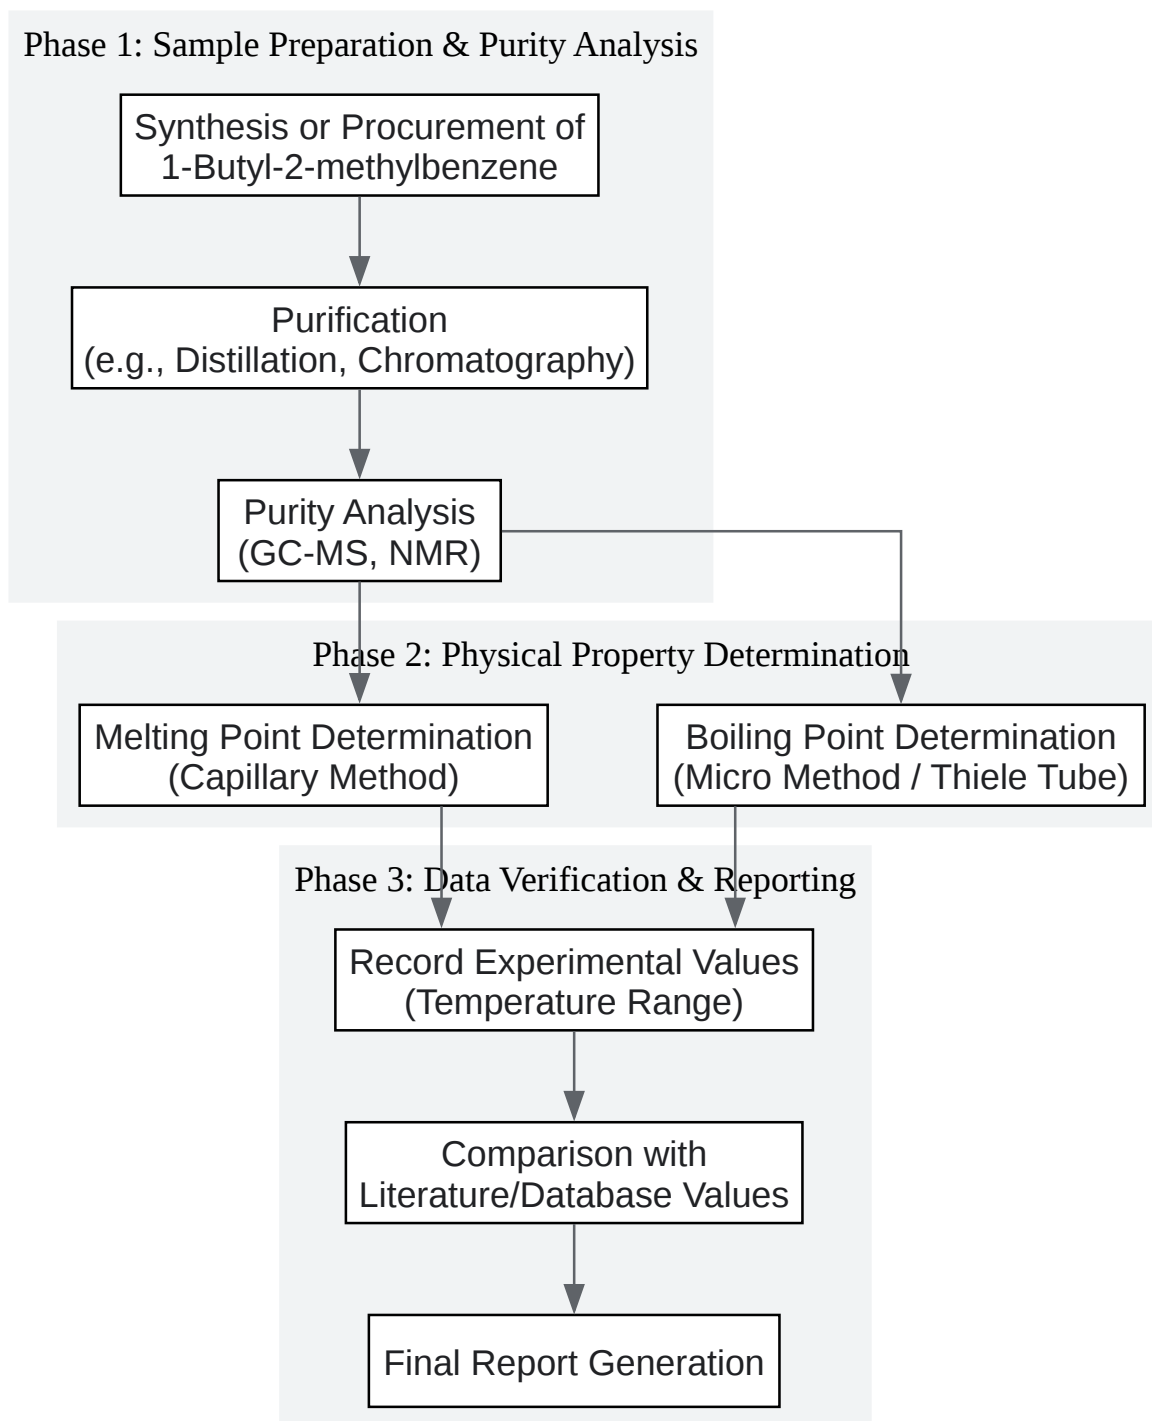 Phase 1: Sample Preparation & Purity Analysis
Synthesis or Procurement of
1-Butyl-2-methylbenzene
Purification
(e.g., Distillation, Chromatography)
Purity Analysis
(GC-MS, NMR)
Phase 2: Physical Property Determination
Melting Point Determination
(Capillary Method)
Boiling Point Determination
(Micro Method / Thiele Tube)
Phase 3: Data Verification & Reporting
Record Experimental Values
(Temperature Range)
Comparison with
Literature/Database Values
Final Report Generation